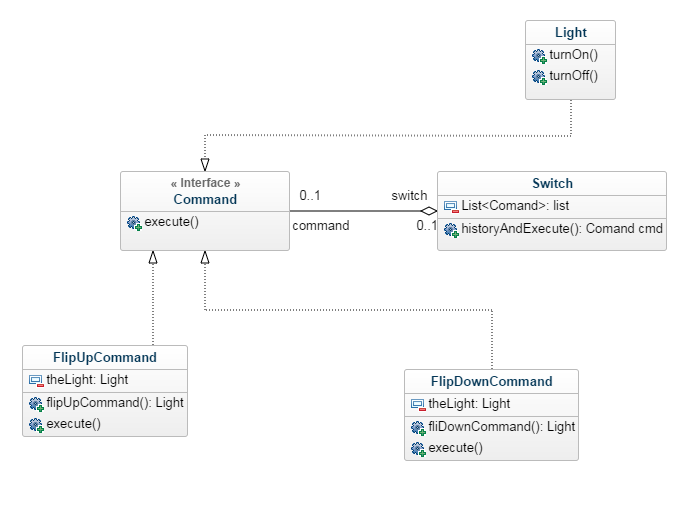 Light
turnOn()
turnOff()
« Interface »
Command
execute()
0..1
command
switch
0..1
Switch
List<Comand>: list
historyAndExecute(): Comand cmd
FlipUpCommand
theLight: Light
flipUpCommand(): Light
execute()
FlipDownCommand
theLight: Light
fliDownCommand(): Light
execute()